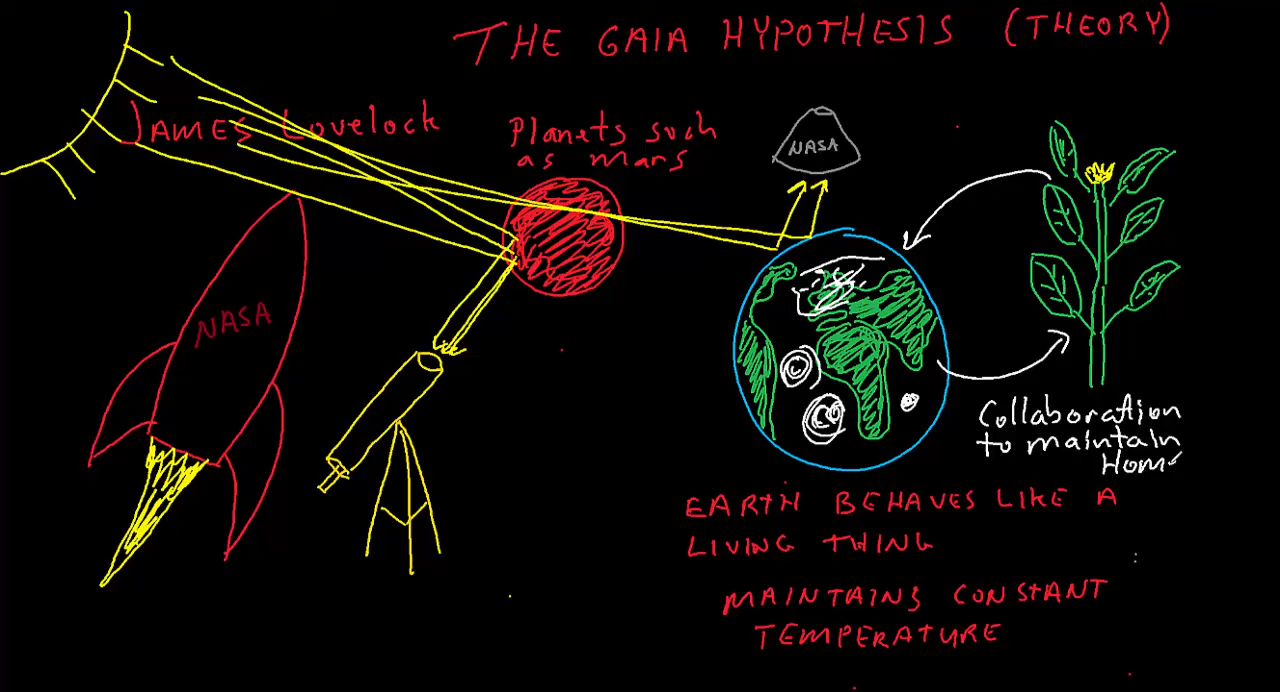 THE GAIA HYPOTHESIS (THEORY)
JAMES Lovelock
Planets such
as mars
NASA
NASA
Collaboration
to maintain
Hom
EARTH BEHAVES LIKE A
LIVING THING
MAINTAINS CONSTANT
TEMPERATURE